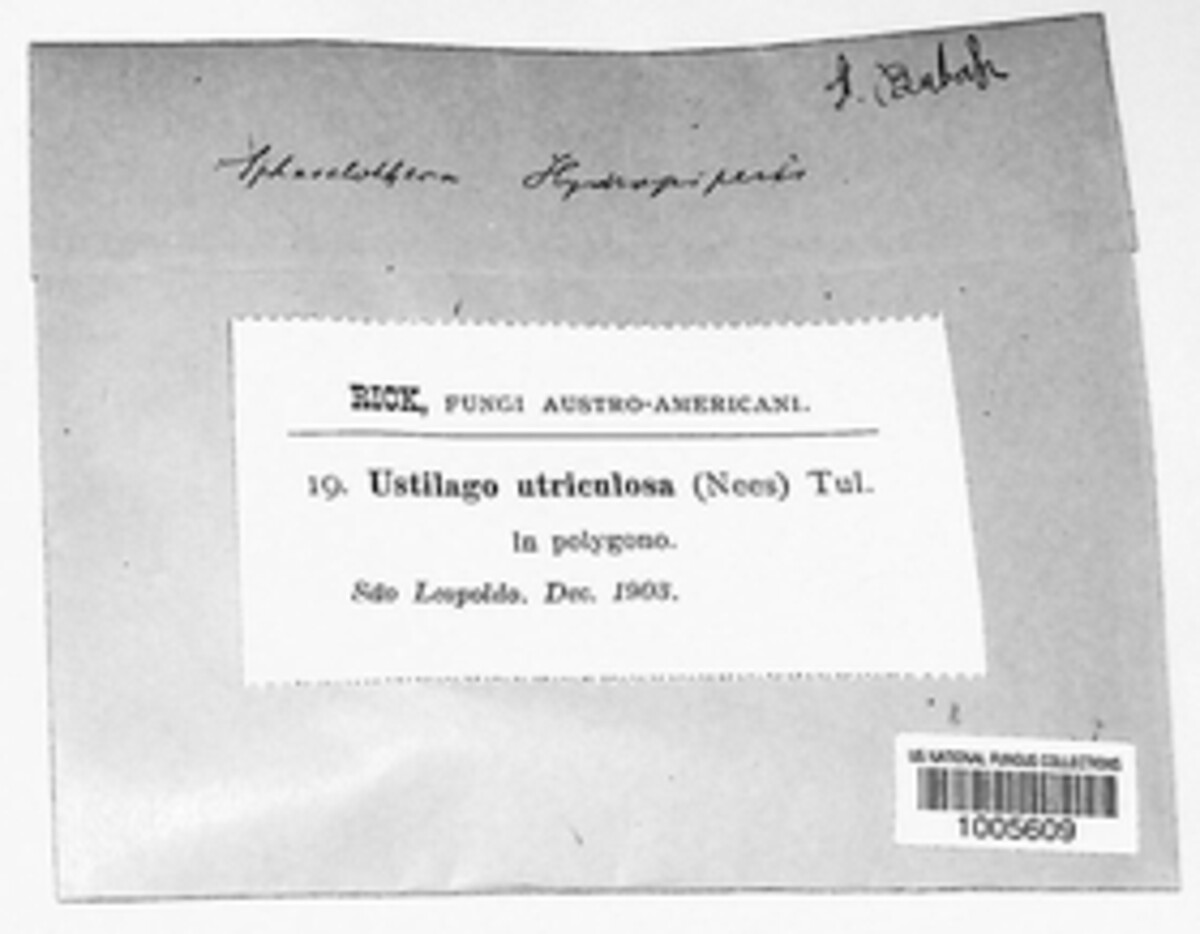 Hydropiperis
RICK, FUNGI AUSTRO-AMERICANI.
19. Ustilago utriculosa (Nees) Tul.
In polygono.
São Leopoldo. Dec. 1903.
US NATIONAL FUNGUS COLLECTIONS
1005609